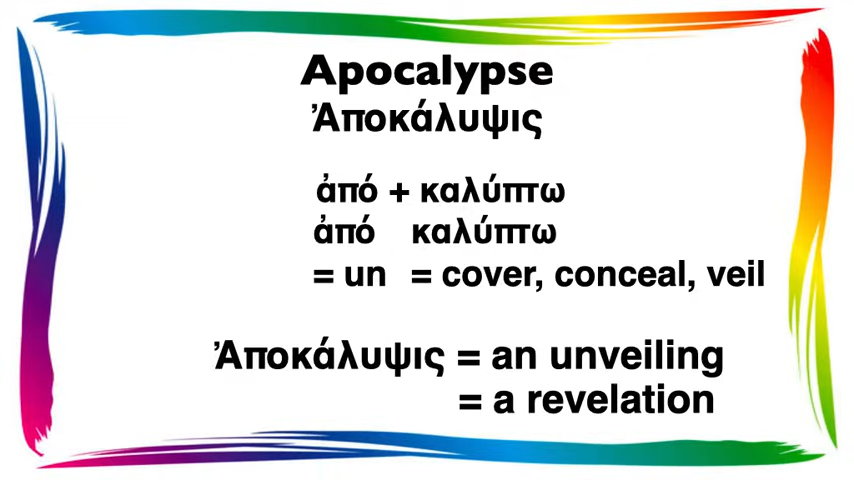 Apocalypse
Ἀποκάλυψις
ἀπό + καλύπτω
ἀπό καλύπτω
= un = cover, conceal, veil
Ἀποκάλυψις = an unveiling
= a revelation